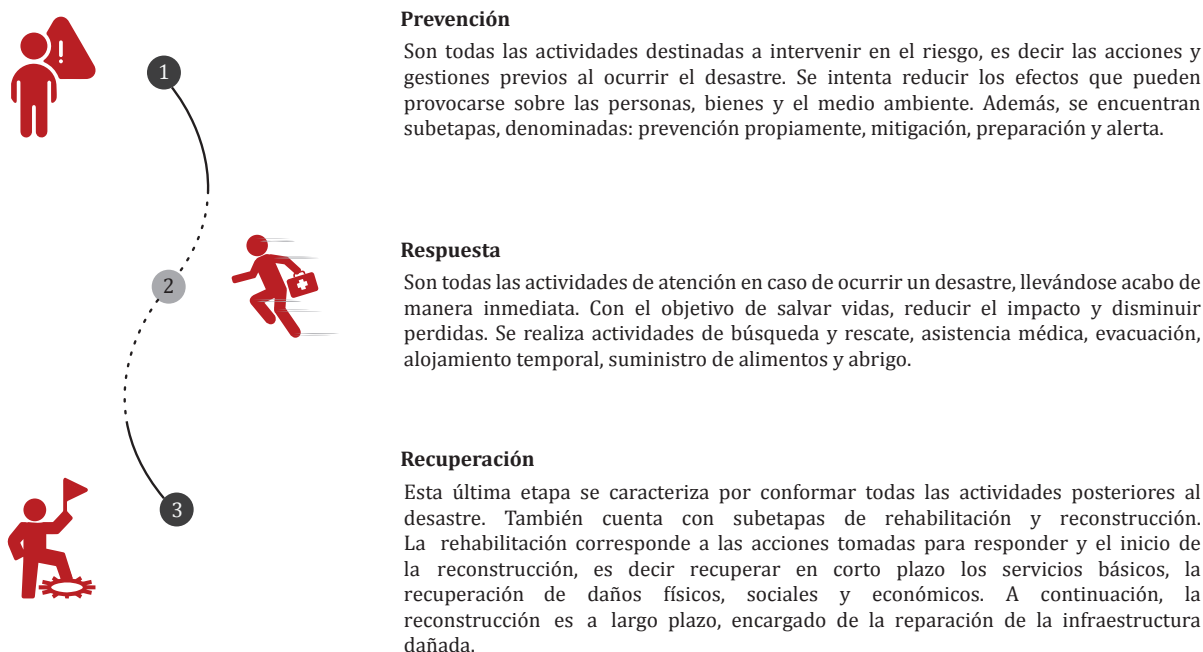 Prevención
1
Son todas las actividades destinadas a intervenir en el riesgo, es decir las acciones y
gestiones previos al ocurrir el desastre. Se intenta reducir los efectos que pueden
provocarse sobre las personas, bienes y el medio ambiente. Además, se encuentran
subetapas, denominadas: prevención propiamente, mitigación, preparación y alerta.
Respuesta
2
Son todas las actividades de atención en caso de ocurrir un desastre, llevándose acabo de
manera inmediata. Con el objetivo de salvar vidas, reducir el impacto y disminuir
perdidas. Se realiza actividades de búsqueda y rescate, asistencia médica, evacuación,
alojamiento temporal, suministro de alimentos y abrigo.
Recuperación
3
Esta última etapa se caracteriza por conformar todas las actividades posteriores al
desastre. También cuenta con subetapas de rehabilitación y reconstrucción.
La rehabilitación corresponde a las acciones tomadas para responder y el inicio de
la reconstrucción, es decir recuperar en corto plazo los servicios básicos, la
recuperación de daños físicos, sociales y económicos. A continuación, la
reconstrucción es a largo plazo, encargado de la reparación de la infraestructura
dañada.